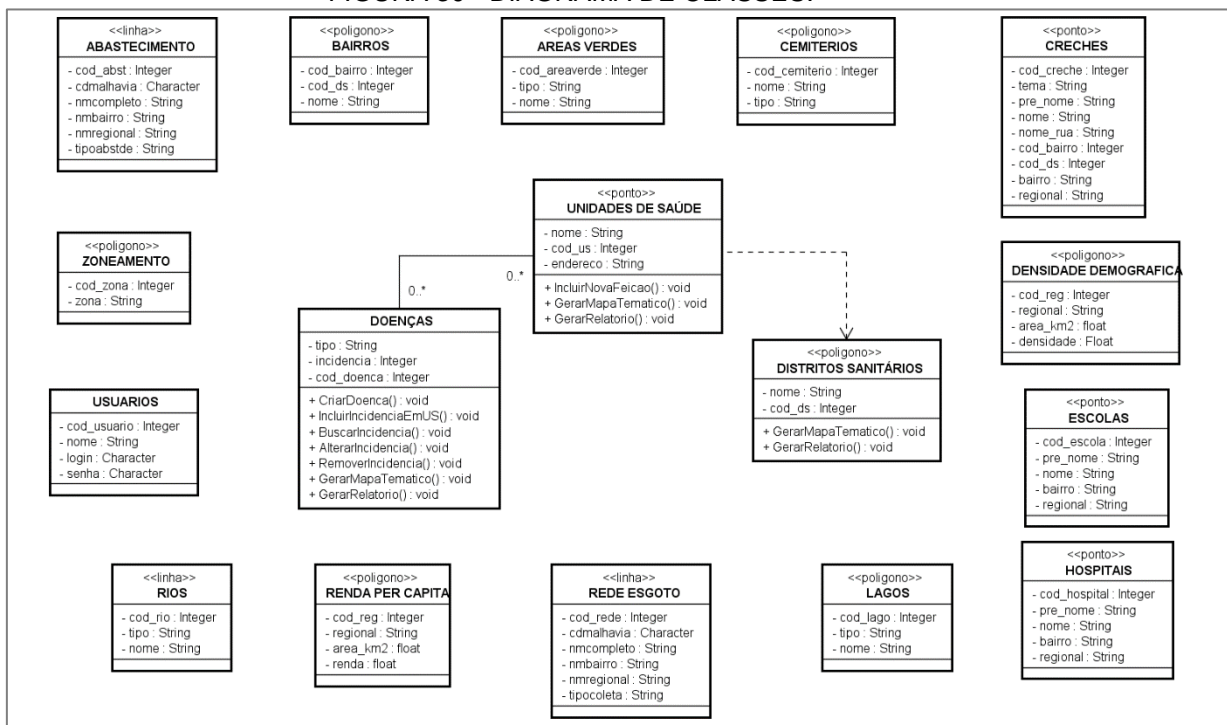 <<linha>>
ABASTECIMENTO
- cod_abst : Integer
- cdmalhavia : Character
- nmcompleto : String
- nmbairro : String
- nmregional : String
- tipoabstde : String
<<poligono>>
BAIRROS
- cod_bairro : Integer
- cod_ds : Integer
- nome : String
<<poligono>>
AREAS VERDES
- cod_areaverde : Integer
- tipo : String
- nome : String
<<poligono>>
CEMITERIOS
- cod_cemiterio : Integer
- nome : String
- tipo : String
<<ponto>>
CRECHES
- cod_creche : Integer
- tema : String
- pre_nome : String
- nome : String
- nome_rua : String
- cod_bairro : Integer
- cod_ds : Integer
- bairro : String
- regional : String
<<poligono>>
ZONEAMENTO
- cod_zona : Integer
- zona : String
<<ponto>>
UNIDADES DE SAÚDE
- nome : String
- cod_us : Integer
- endereco : String
+ IncluirNovaFeicao() : void
+ GerarMapaTematico() : void
+ GerarRelatorio() : void
0..*
0..*
<<poligono>>
DENSIDADE DEMOGRAFICA
- cod_reg : Integer
- regional : String
- area_km2 : float
- densidade : Float
DOENÇAS
- tipo : String
- incidencia : Integer
- cod_doenca : Integer
+ CriarDoenca() : void
+ IncluirIncidenciaEmUS() : void
+ BuscarIncidencia() : void
+ AlterarIncidencia() : void
+ RemoverIncidencia() : void
+ GerarMapaTematico() : void
+ GerarRelatorio() : void
<<poligono>>
DISTRITOS SANITÁRIOS
- nome : String
- cod_ds : Integer
+ GerarMapaTematico() : void
+ GerarRelatorio() : void
USUARIOS
- cod_usuario : Integer
- nome : String
- login : Character
- senha : Character
<<ponto>>
ESCOLAS
- cod_escola : Integer
- pre_nome : String
- nome : String
- bairro : String
- regional : String
<<linha>>
RIOS
- cod_rio : Integer
- tipo : String
- nome : String
<<poligono>>
RENDA PER CAPITA
- cod_reg : Integer
- regional : String
- area_km2 : float
- renda : float
<<linha>>
REDE ESGOTO
- cod_rede : Integer
- cdmalhavia : Character
- nmcompleto : String
- nmbairro : String
- nmregional : String
- tipocoleta : String
<<poligono>>
LAGOS
- cod_lago : Integer
- tipo : String
- nome : String
<<ponto>>
HOSPITAIS
- cod_hospital : Integer
- pre_nome : String
- nome : String
- bairro : String
- regional : String